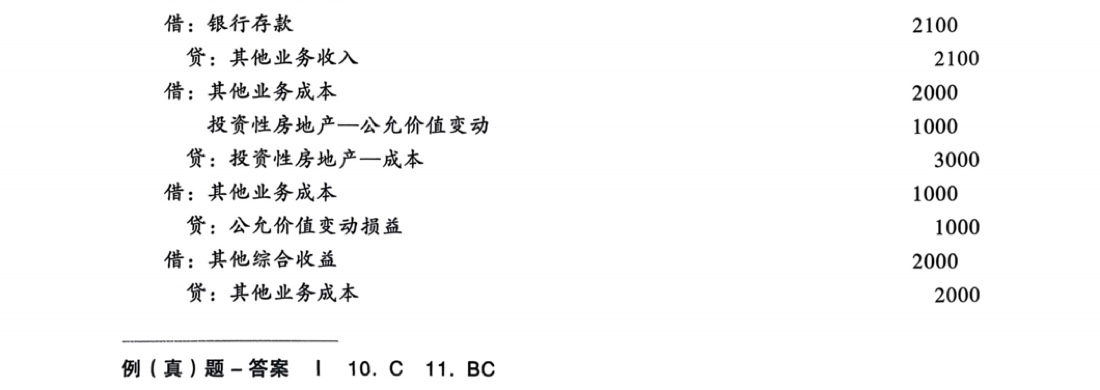 借：银行存款 2100
贷：其他业务收入 2100
借：其他业务成本 2000
投资性房地产—公允价值变动 1000
贷：投资性房地产—成本 3000
借：其他业务成本 1000
贷：公允价值变动损益 1000
借：其他综合收益 2000
贷：其他业务成本 2000
例（真）题－答案 | 10. C 11. BC